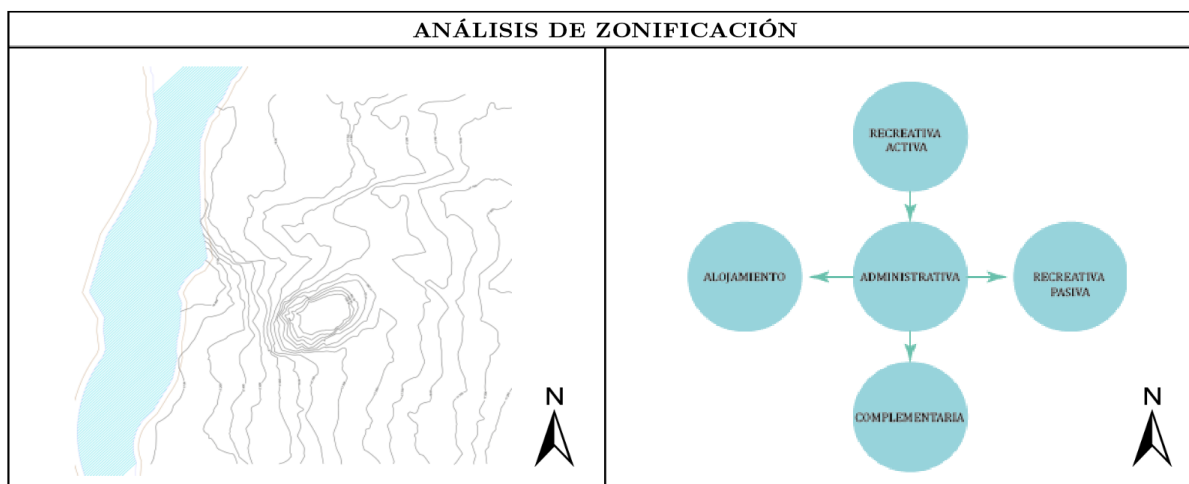 ANÁLISIS DE ZONIFICACIÓN
N
RECREATIVA
ACTIVA
ALOJAMIENTO
ADMINISTRATIVA
RECREATIVA
PASIVA
COMPLEMENTARIA
N